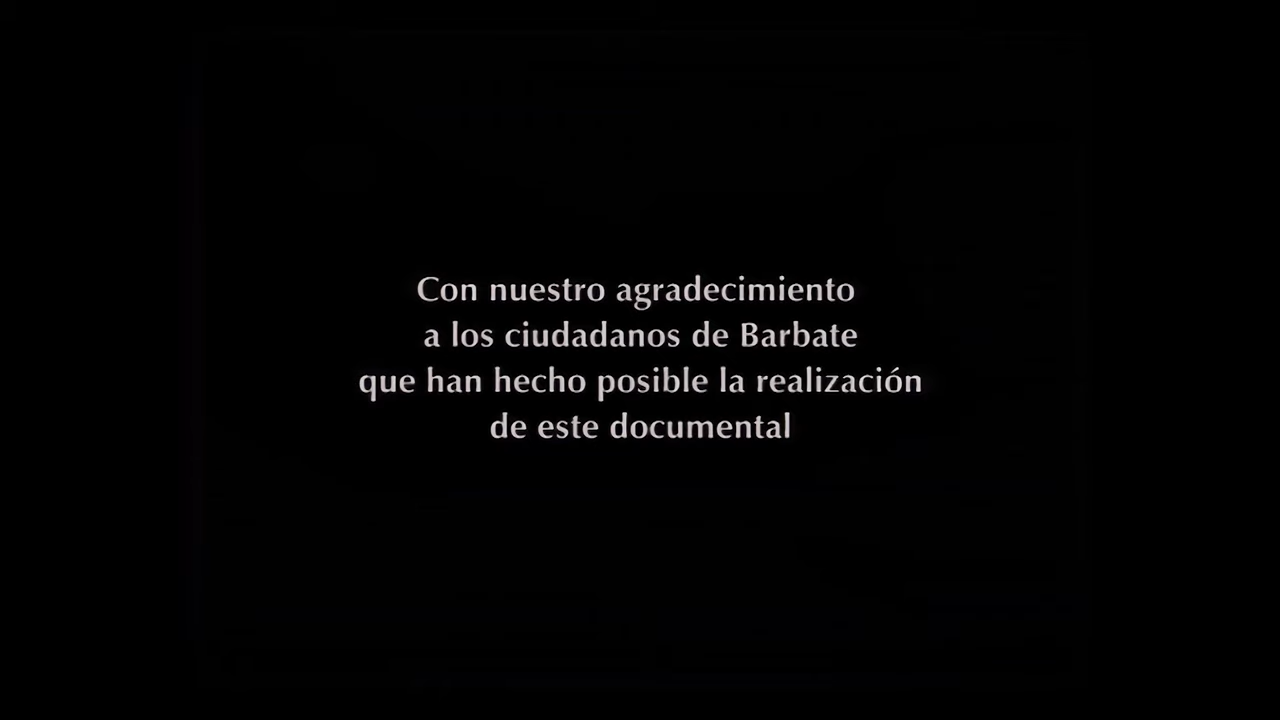 Con nuestro agradecimiento
a los ciudadanos de Barbate
que han hecho posible la realización
de este documental